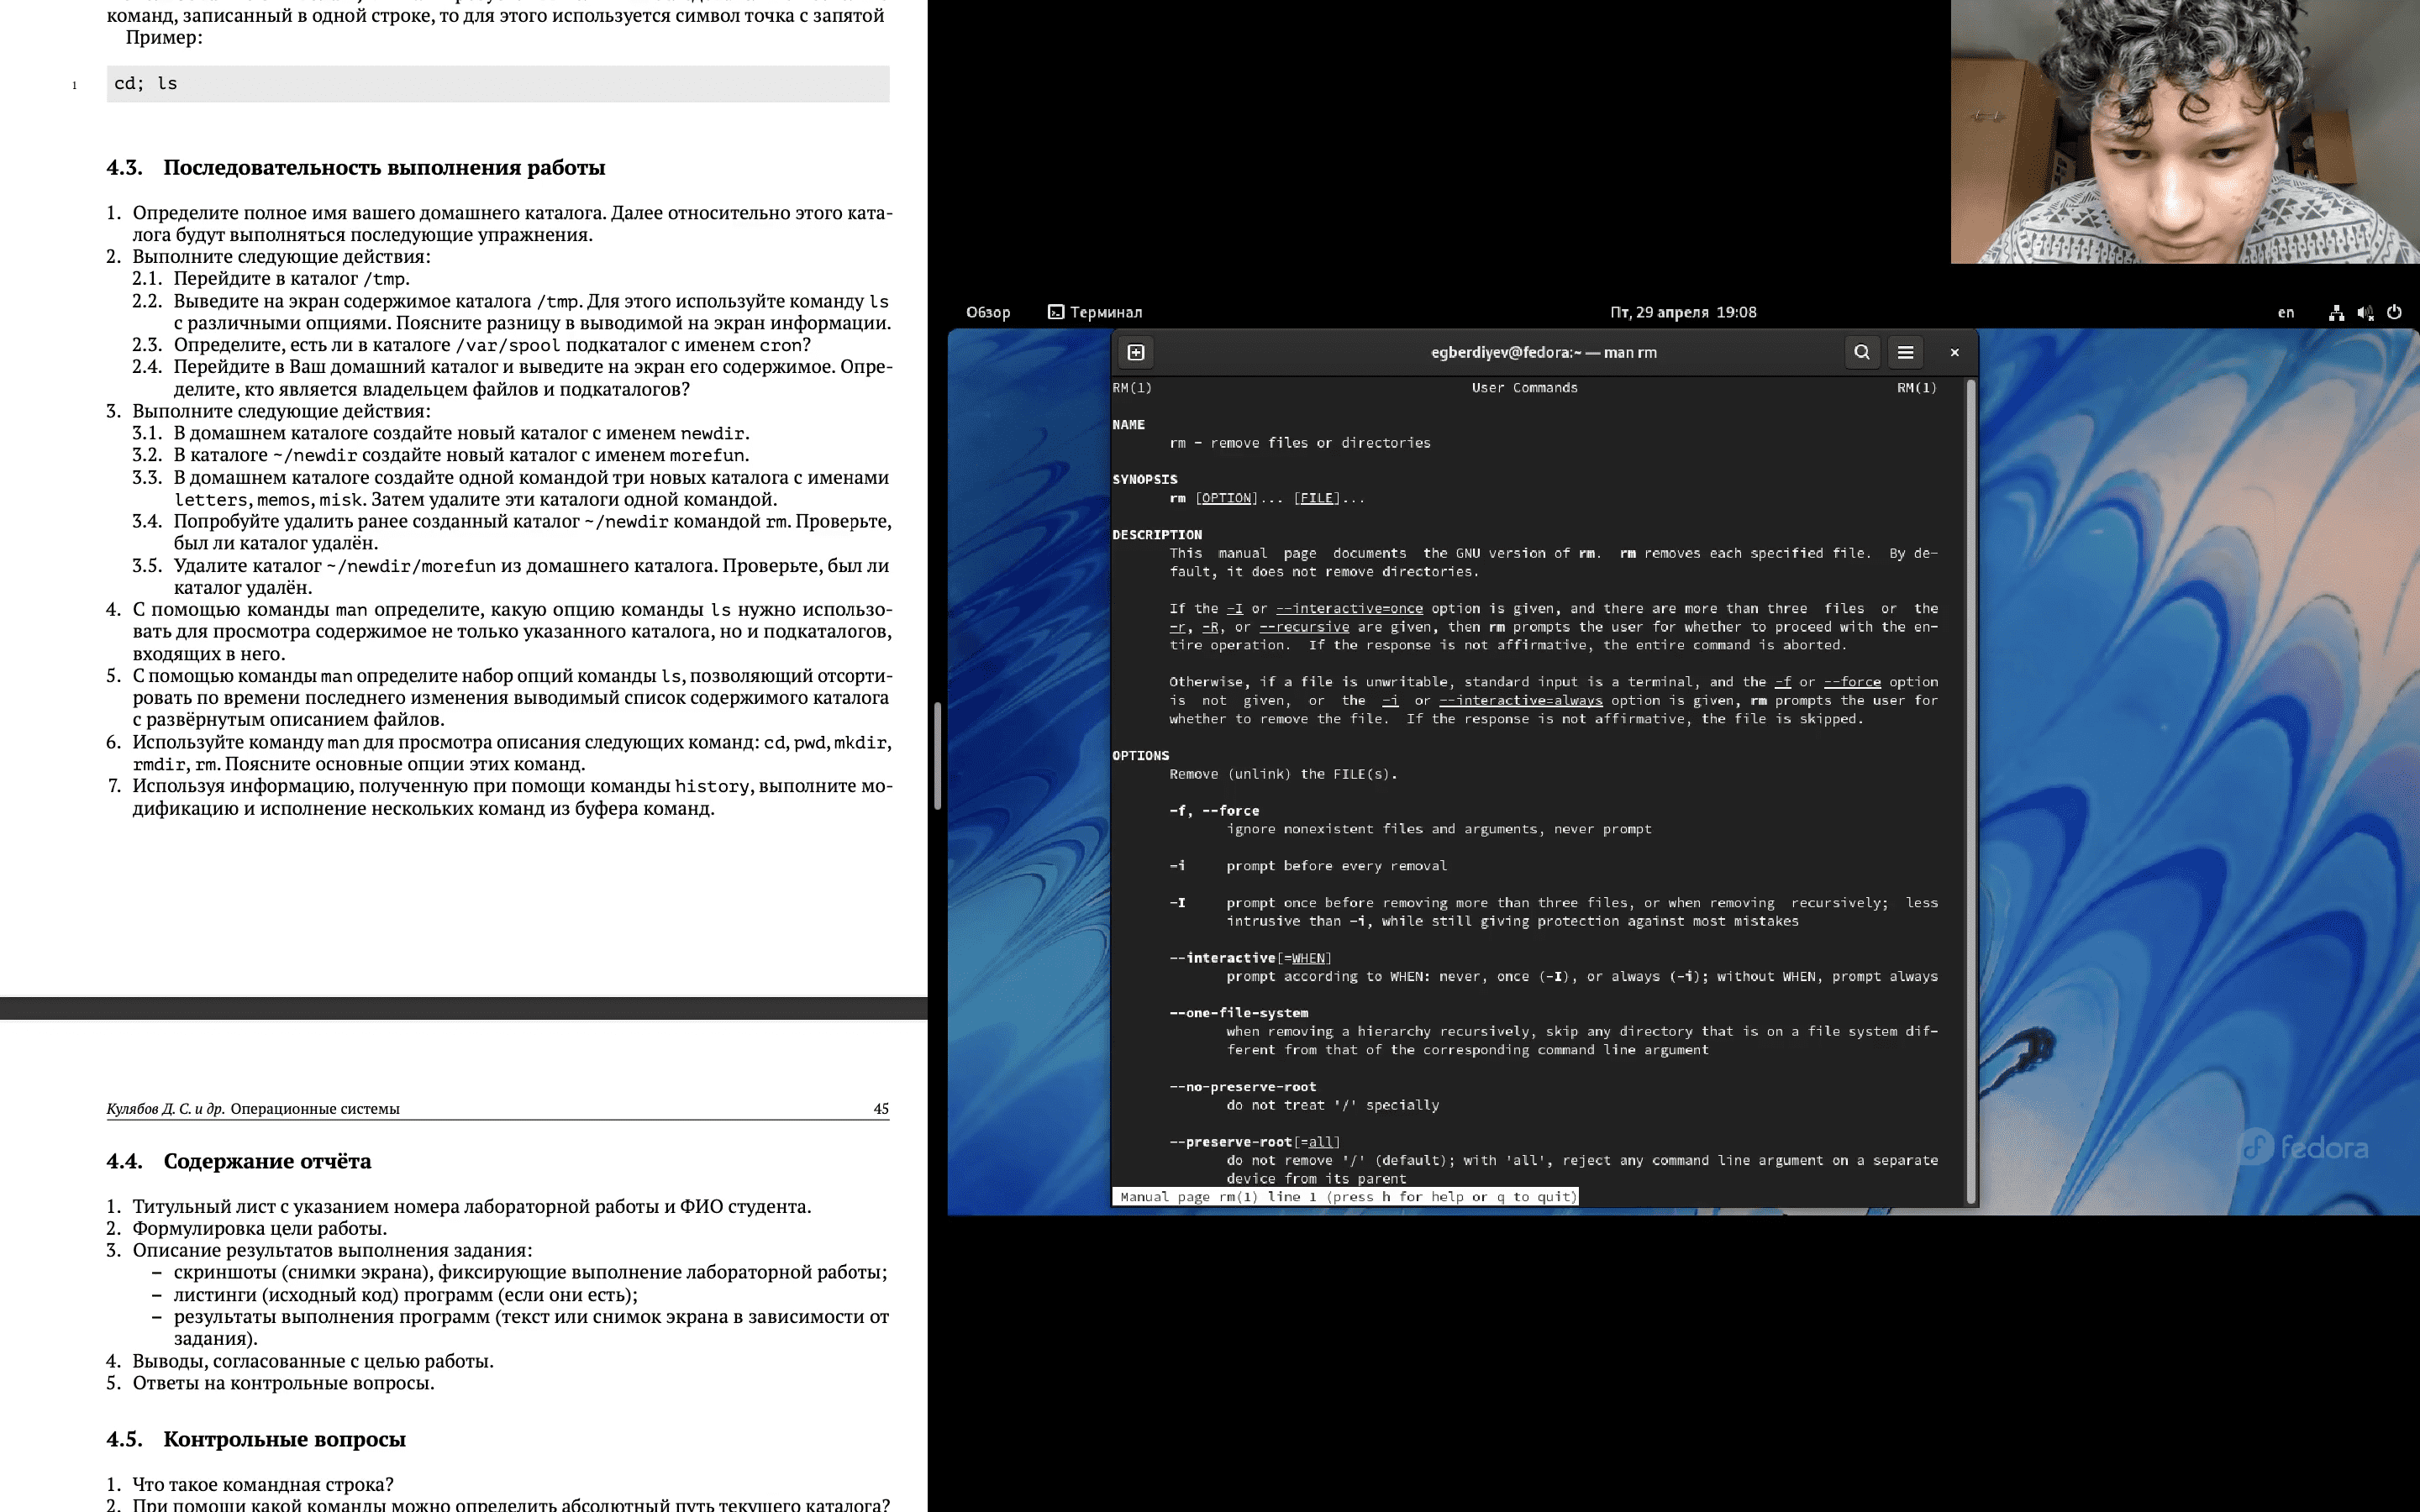 команд, записанный в одной строке, то для этого используется символ точка с запятой
Пример:
1
cd; ls
4.3. Последовательность выполнения работы
1. Определите полное имя вашего домашнего каталога. Далее относительно этого ката-
лога будут выполняться последующие упражнения.
2. Выполните следующие действия:
2.1. Перейдите в каталог /tmp.
2.2. Выведите на экран содержимое каталога /tmp. Для этого используйте команду ls
с различными опциями. Поясните разницу в выводимой на экран информации.
2.3. Определите, есть ли в каталоге /var/spool подкаталог с именем cron?
2.4. Перейдите в Ваш домашний каталог и выведите на экран его содержимое. Опре-
делите, кто является владельцем файлов и подкаталогов?
3. Выполните следующие действия:
3.1. В домашнем каталоге создайте новый каталог с именем newdir.
3.2. В каталоге ~/newdir создайте новый каталог с именем morefun.
3.3. В домашнем каталоге создайте одной командой три новых каталога с именами
letters, memos, misk. Затем удалите эти каталоги одной командой.
3.4. Попробуйте удалить ранее созданный каталог ~/newdir командой rm. Проверьте,
был ли каталог удалён.
3.5. Удалите каталог ~/newdir/morefun из домашнего каталога. Проверьте, был ли
каталог удалён.
4. С помощью команды man определите, какую опцию команды ls нужно использо-
вать для просмотра содержимое не только указанного каталога, но и подкаталогов,
входящих в него.
5. С помощью команды man определите набор опций команды ls, позволяющий отсорти-
ровать по времени последнего изменения выводимый список содержимого каталога
с развёрнутым описанием файлов.
6. Используйте команду man для просмотра описания следующих команд: cd, pwd, mkdir,
rmdir, rm. Поясните основные опции этих команд.
7. Используя информацию, полученную при помощи команды history, выполните мо-
дификацию и исполнение нескольких команд из буфера команд.
Кулябов Д. С. и др. Операционные системы 45
4.4. Содержание отчёта
1. Титульный лист с указанием номера лабораторной работы и ФИО студента.
2. Формулировка цели работы.
3. Описание результатов выполнения задания:
– скриншоты (снимки экрана), фиксирующие выполнение лабораторной работы;
– листинги (исходный код) программ (если они есть);
– результаты выполнения программ (текст или снимок экрана в зависимости от
задания).
4. Выводы, согласованные с целью работы.
5. Ответы на контрольные вопросы.
4.5. Контрольные вопросы
1. Что такое командная строка?
2. При помощи какой команды можно определить абсолютный путь текущего каталога?
Обзор Терминал Пт, 29 апреля 19:08 en
egberdiyev@fedora:~ — man rm
RM(1) User Commands RM(1)
NAME
rm - remove files or directories
SYNOPSIS
rm [OPTION]... [FILE]...
DESCRIPTION
This manual page documents the GNU version of rm. rm removes each specified file. By de-
fault, it does not remove directories.
If the -I or --interactive=once option is given, and there are more than three files or the
-r, -R, or --recursive are given, then rm prompts the user for whether to proceed with the en-
tire operation. If the response is not affirmative, the entire command is aborted.
Otherwise, if a file is unwritable, standard input is a terminal, and the -f or --force option
is not given, or the -i or --interactive=always option is given, rm prompts the user for
whether to remove the file. If the response is not affirmative, the file is skipped.
OPTIONS
Remove (unlink) the FILE(s).
-f, --force
ignore nonexistent files and arguments, never prompt
-i prompt before every removal
-I prompt once before removing more than three files, or when removing recursively; less
intrusive than -i, while still giving protection against most mistakes
--interactive[=WHEN]
prompt according to WHEN: never, once (-I), or always (-i); without WHEN, prompt always
--one-file-system
when removing a hierarchy recursively, skip any directory that is on a file system dif-
ferent from that of the corresponding command line argument
--no-preserve-root
do not treat '/' specially
--preserve-root[=all]
do not remove '/' (default); with 'all', reject any command line argument on a separate
device from its parent
Manual page rm(1) line 1 (press h for help or q to quit)
fedora